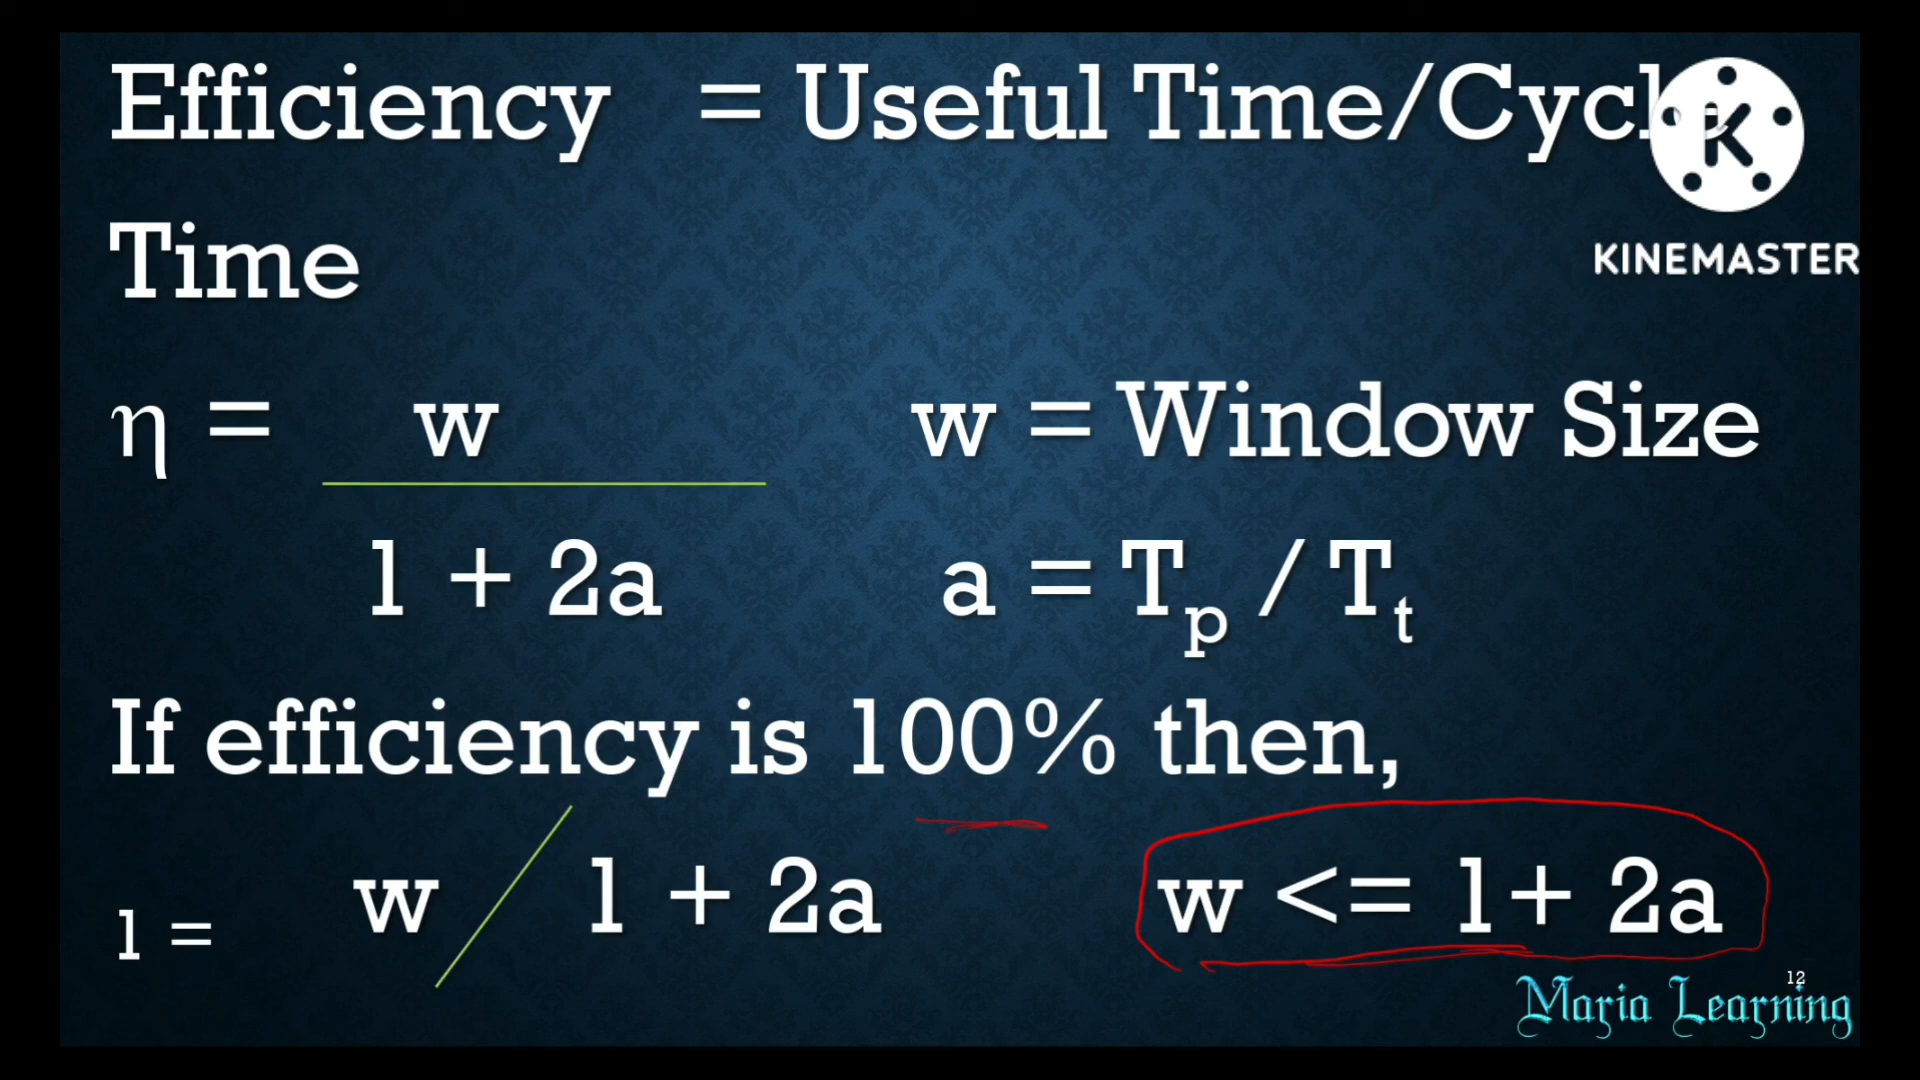 Efficiency = Useful Time/Cycle
Time
KINEMASTER
η = w w = Window Size
1 + 2a a = Tp / Tt
If efficiency is 100% then,
1 = w / 1 + 2a w <= 1+ 2a
12
Maria Learning